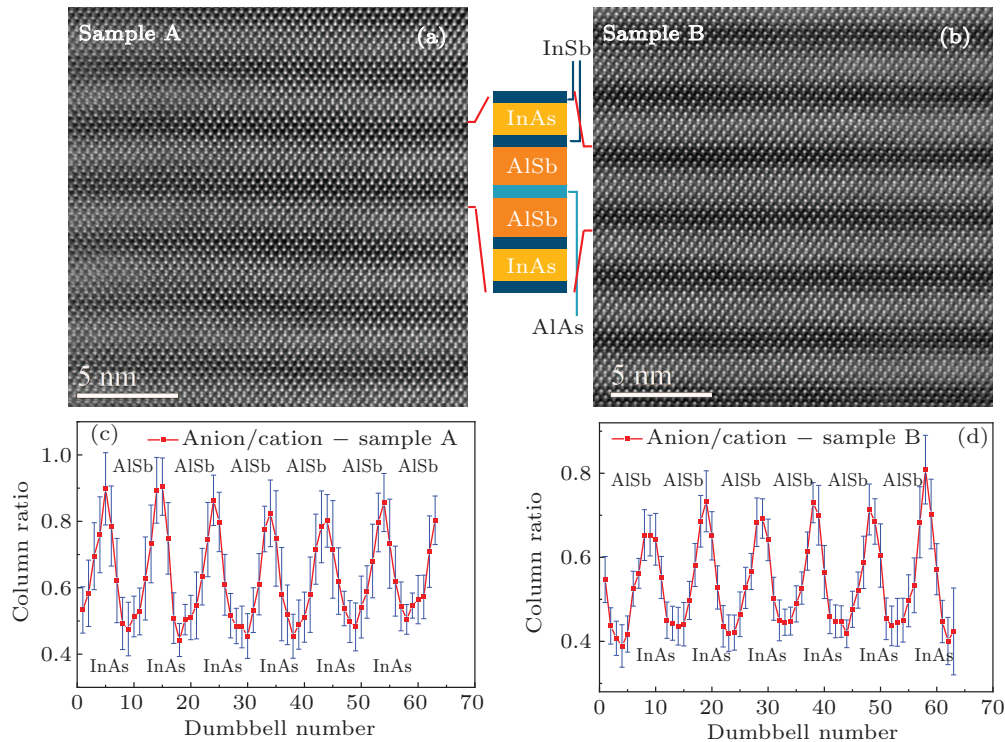 Sample A
(a)
InSb
InAs
AlSb
AlSb
InAs
AlAs
5 nm
Sample B
(b)
5 nm
(c)
Anion/cation − sample A
AlSb AlSb AlSb AlSb AlSb AlSb
InAs InAs InAs InAs InAs InAs
Column ratio
1.0
0.8
0.6
0.4
0 10 20 30 40 50 60 70
Dumbbell number
(d)
Anion/cation − sample B
AlSb AlSb AlSb AlSb AlSb AlSb
InAs InAs InAs InAs InAs InAs
Column ratio
0.8
0.6
0.4
0 10 20 30 40 50 60 70
Dumbbell number